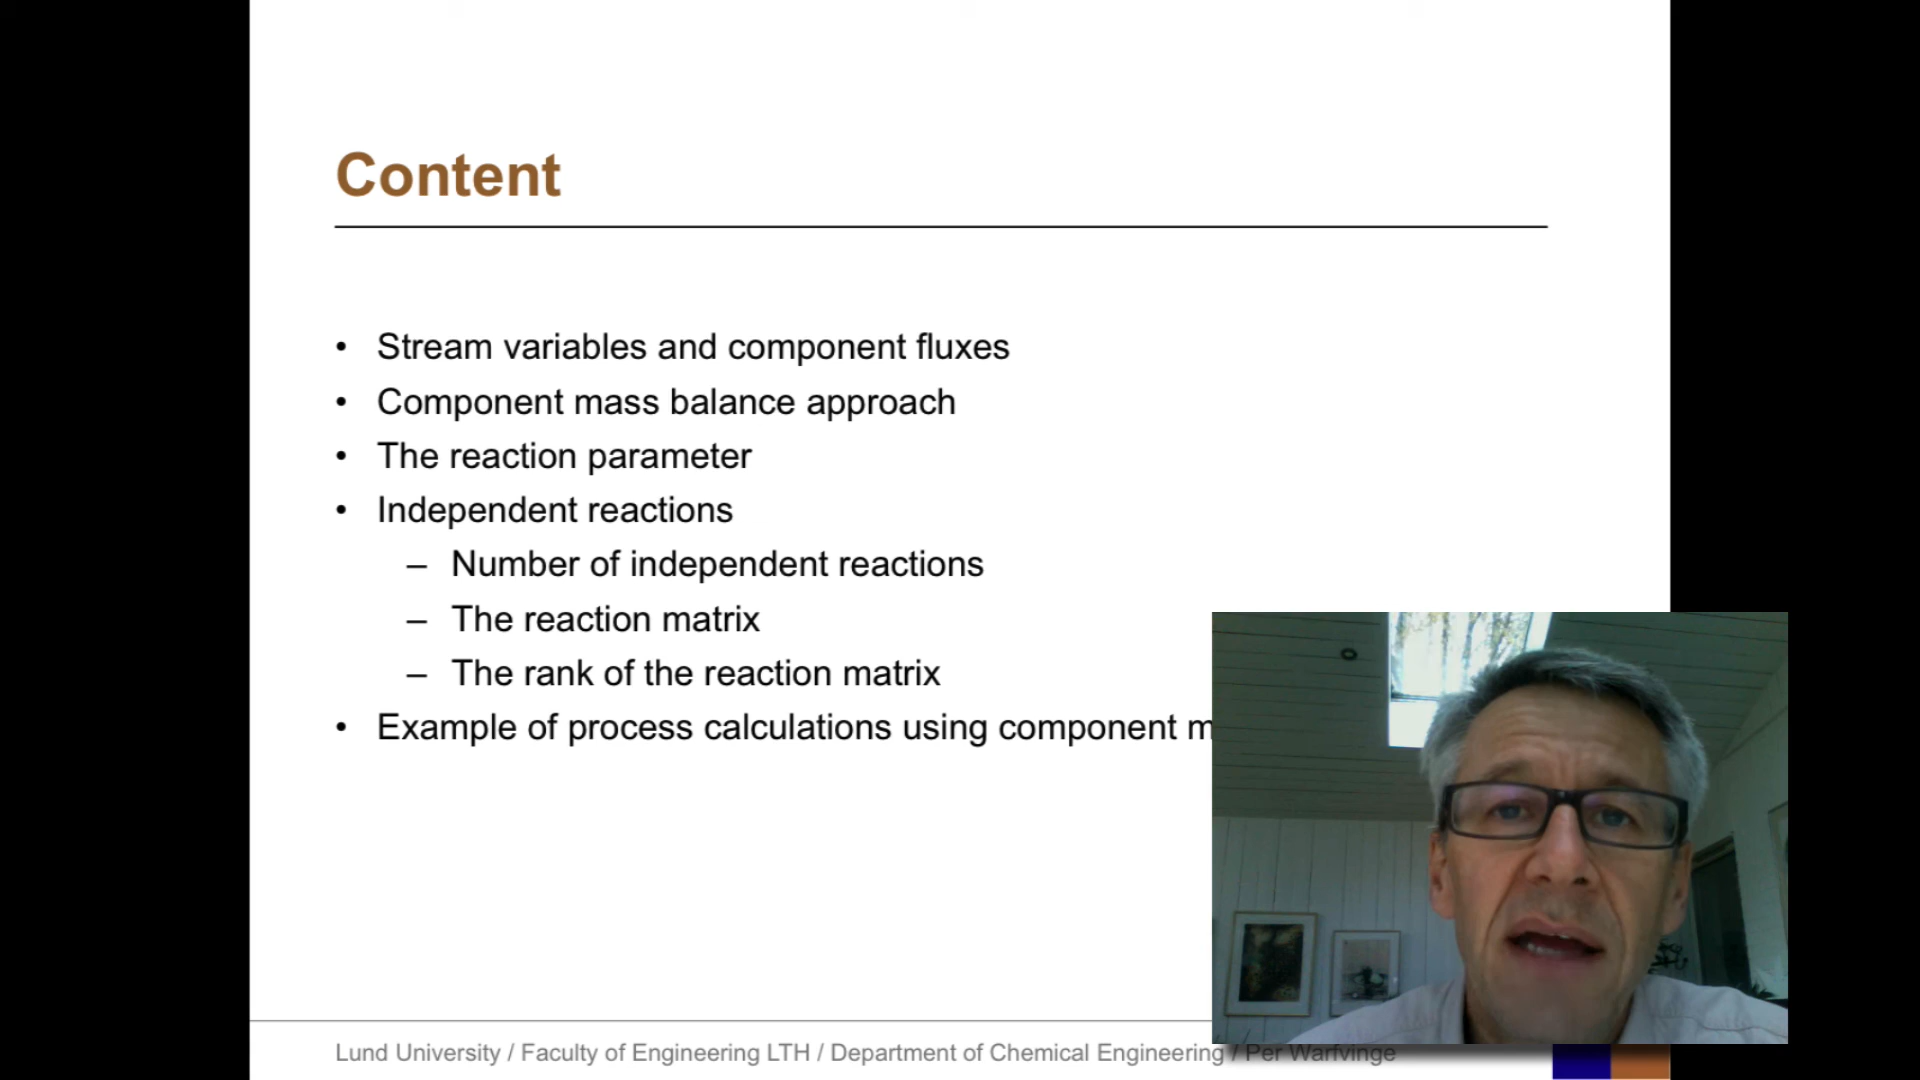 Content
• Stream variables and component fluxes
• Component mass balance approach
• The reaction parameter
• Independent reactions
– Number of independent reactions
– The reaction matrix
– The rank of the reaction matrix
• Example of process calculations using component
Lund University / Faculty of Engineering LTH / Department of Chemical Engineering / Per Warfvinge